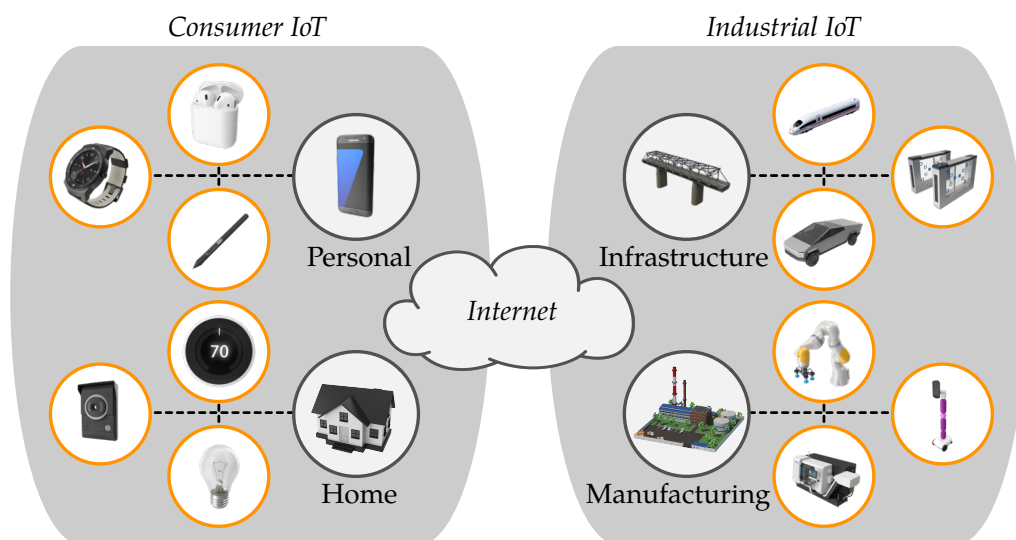 Consumer IoT
Industrial IoT
Personal
Infrastructure
Internet
70
Home
Manufacturing